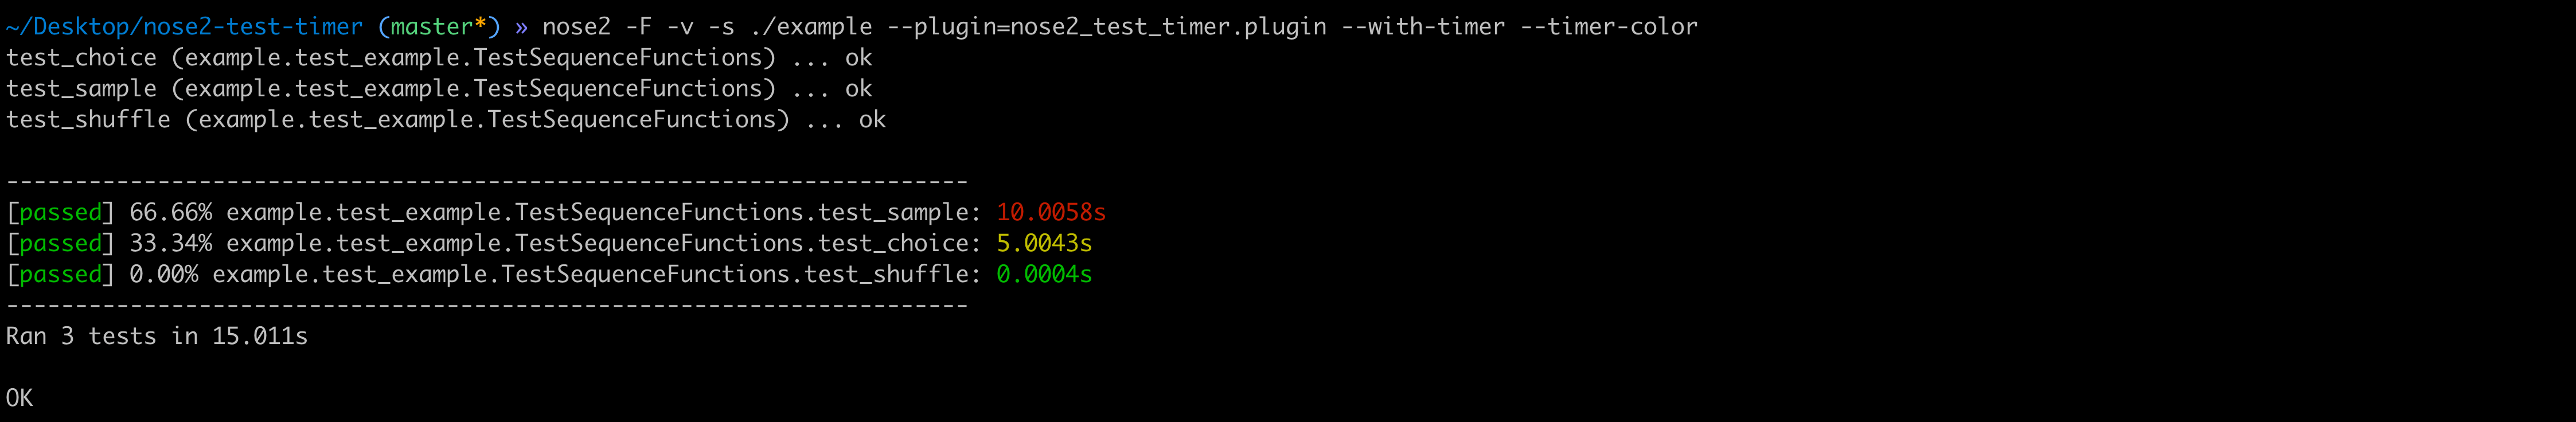 ~/Desktop/nose2-test-timer (master*) » nose2 -F -v -s ./example --plugin=nose2_test_timer.plugin --with-timer --timer-color
test_choice (example.test_example.TestSequenceFunctions) ... ok
test_sample (example.test_example.TestSequenceFunctions) ... ok
test_shuffle (example.test_example.TestSequenceFunctions) ... ok
----------------------------------------------------------------------
[passed] 66.66% example.test_example.TestSequenceFunctions.test_sample: 10.0058s
[passed] 33.34% example.test_example.TestSequenceFunctions.test_choice: 5.0043s
[passed] 0.00% example.test_example.TestSequenceFunctions.test_shuffle: 0.0004s
----------------------------------------------------------------------
Ran 3 tests in 15.011s
OK